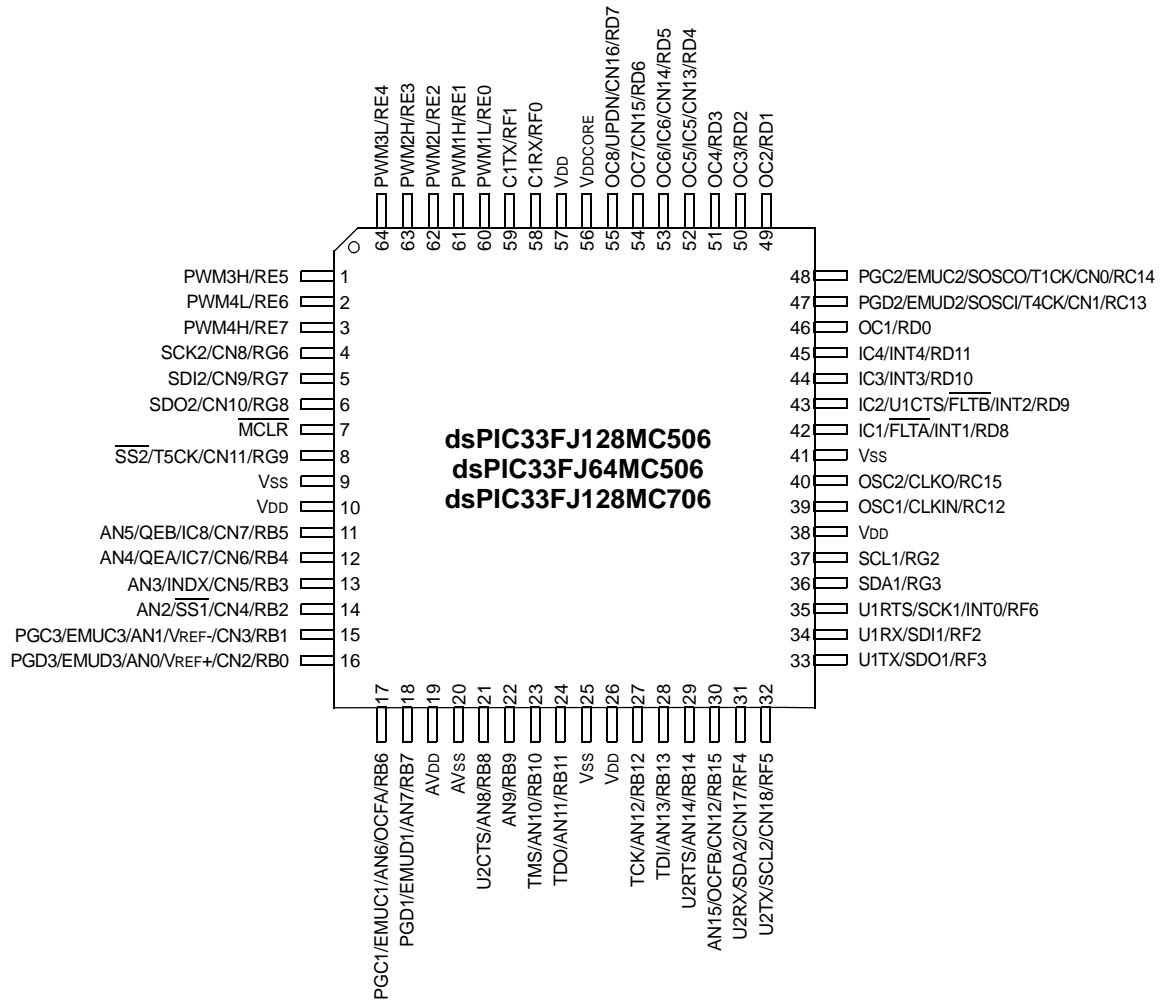 64 PWM3L/RE4
63 PWM2H/RE3
62 PWM2L/RE2
61 PWM1H/RE1
60 PWM1L/RE0
59 C1TX/RF1
58 C1RX/RF0
57 VDD
56 VDDCORE
55 OC8/UPDN/CN16/RD7
54 OC7/CN15/RD6
53 OC6/IC6/CN14/RD5
52 OC5/IC5/CN13/RD4
51 OC4/RD3
50 OC3/RD2
49 OC2/RD1
PWM3H/RE5 1
PWM4L/RE6 2
PWM4H/RE7 3
SCK2/CN8/RG6 4
SDI2/CN9/RG7 5
SDO2/CN10/RG8 6
MCLR 7
SS2/T5CK/CN11/RG9 8
VSS 9
VDD 10
AN5/QEB/IC8/CN7/RB5 11
AN4/QEA/IC7/CN6/RB4 12
AN3/INDX/CN5/RB3 13
AN2/SS1/CN4/RB2 14
PGC3/EMUC3/AN1/VREF-/CN3/RB1 15
PGD3/EMUD3/AN0/VREF+/CN2/RB0 16
dsPIC33FJ128MC506
dsPIC33FJ64MC506
dsPIC33FJ128MC706
48 PGC2/EMUC2/SOSCO/T1CK/CN0/RC14
47 PGD2/EMUD2/SOSCI/T4CK/CN1/RC13
46 OC1/RD0
45 IC4/INT4/RD11
44 IC3/INT3/RD10
43 IC2/U1CTS/FLTB/INT2/RD9
42 IC1/FLTA/INT1/RD8
41 VSS
40 OSC2/CLKO/RC15
39 OSC1/CLKIN/RC12
38 VDD
37 SCL1/RG2
36 SDA1/RG3
35 U1RTS/SCK1/INT0/RF6
34 U1RX/SDI1/RF2
33 U1TX/SDO1/RF3
PGC1/EMUC1/AN6/OCFA/RB6 17
PGD1/EMUD1/AN7/RB7 18
AVDD 19
AVSS 20
U2CTS/AN8/RB8 21
AN9/RB9 22
TMS/AN10/RB10 23
TDO/AN11/RB11 24
VSS 25
VDD 26
TCK/AN12/RB12 27
TDI/AN13/RB13 28
U2RTS/AN14/RB14 29
AN15/OCFB/CN12/RB15 30
U2RX/SDA2/CN17/RF4 31
U2TX/SCL2/CN18/RF5 32